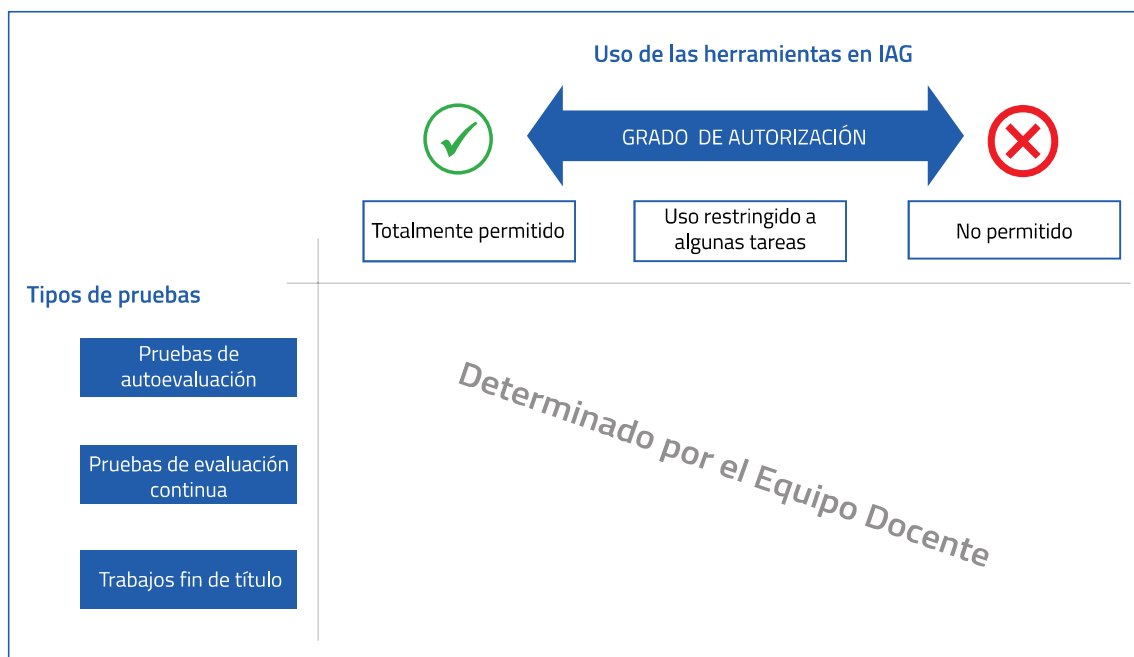 Uso de las herramientas en IAG
GRADO DE AUTORIZACIÓN
Totalmente permitido
Uso restringido a
algunas tareas
No permitido
Tipos de pruebas
Pruebas de
autoevaluación
Pruebas de evaluación
continua
Trabajos fin de título
Determinado por el Equipo Docente